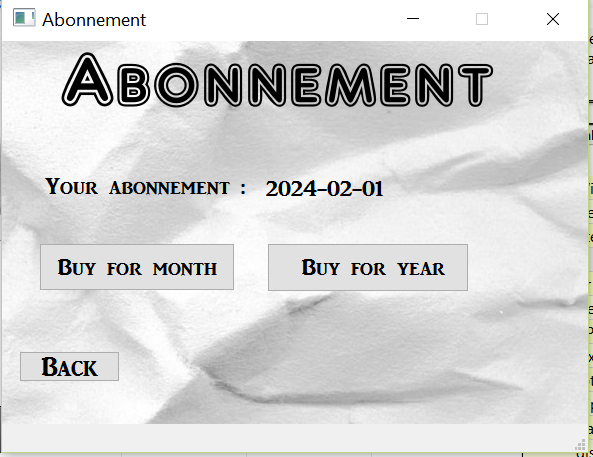 Abonnement
Abonnement
Your abonnement : 2024-02-01
Buy for month
Buy for year
Back